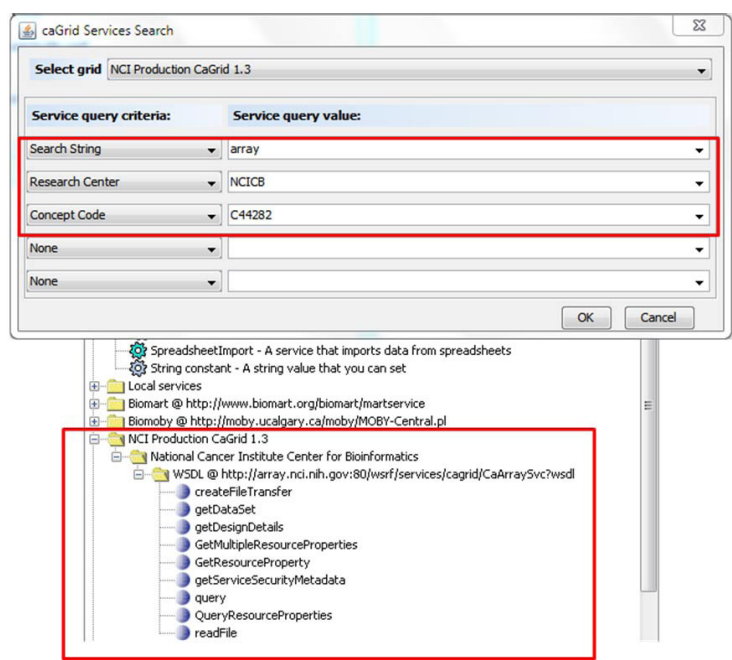 caGrid Services Search
Select grid NCI Production CaGrid 1.3
Service query criteria: Service query value:
Search String array
Research Center NCICB
Concept Code C44282
None
None
OK Cancel
SpreadsheetImport - A service that imports data from spreadsheets
String constant - A string value that you can set
Local services
Biomart @ http://www.biomart.org/biomart/martservice
Biomoby @ http://moby.ucalgary.ca/moby/MOBY-Central.pl
NCI Production CaGrid 1.3
National Cancer Institute Center for Bioinformatics
WSDL @ http://array.nci.nih.gov:80/wsrf/services/cagrid/CaArraySvc?wsdl
createFileTransfer
getDataSet
getDesignDetails
GetMultipleResourceProperties
GetResourceProperty
getServiceSecurityMetadata
query
QueryResourceProperties
readFile